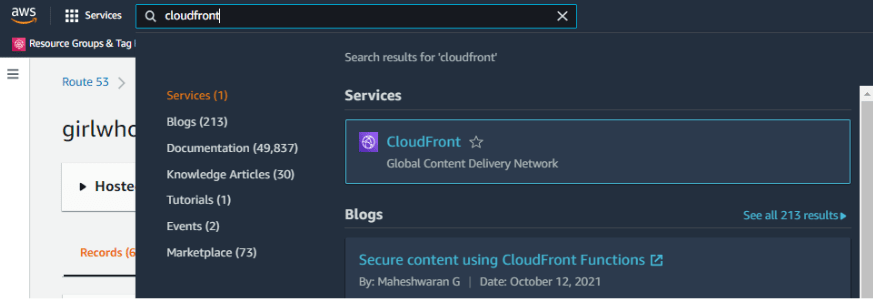 aws
Services
cloudfront
Resource Groups & Tag
Search results for 'cloudfront'
Route 53
girlwho
Hoste
Records (6
Services (1)
Blogs (213)
Documentation (49,837)
Knowledge Articles (30)
Tutorials (1)
Events (2)
Marketplace (73)
Services
CloudFront
Global Content Delivery Network
Blogs
See all 213 results
Secure content using CloudFront Functions
By: Maheshwaran G | Date: October 12, 2021